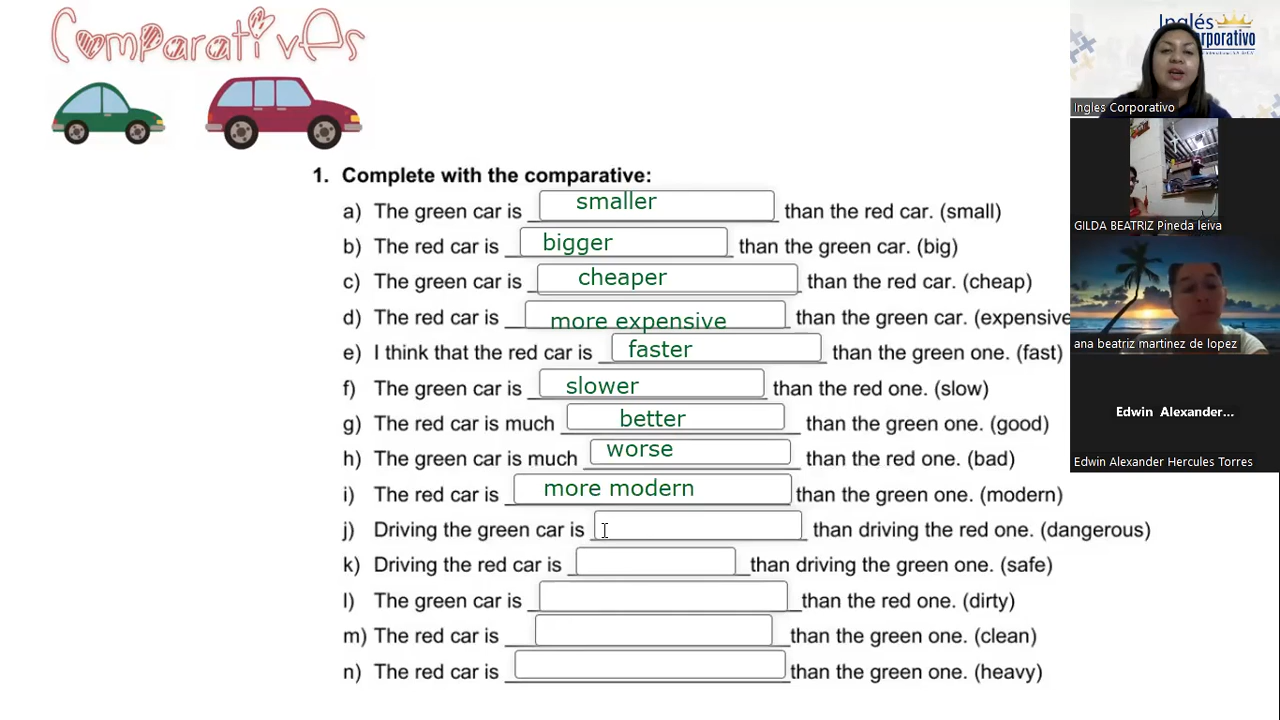 Comparatives
1. Complete with the comparative:
a) The green car is smaller than the red car. (small)
b) The red car is bigger than the green car. (big)
c) The green car is cheaper than the red car. (cheap)
d) The red car is more expensive than the green car. (expensive
e) I think that the red car is faster than the green one. (fast)
f) The green car is slower than the red one. (slow)
g) The red car is much better than the green one. (good)
h) The green car is much worse than the red one. (bad)
i) The red car is more modern than the green one. (modern)
j) Driving the green car is than driving the red one. (dangerous)
k) Driving the red car is than driving the green one. (safe)
l) The green car is than the red one. (dirty)
m) The red car is than the green one. (clean)
n) The red car is than the green one. (heavy)
Inglés
orporativo
Ingles Corporativo
GILDA BEATRIZ Pineda leiva
ana beatriz martinez de lopez
Edwin Alexander...
Edwin Alexander Hercules Torres